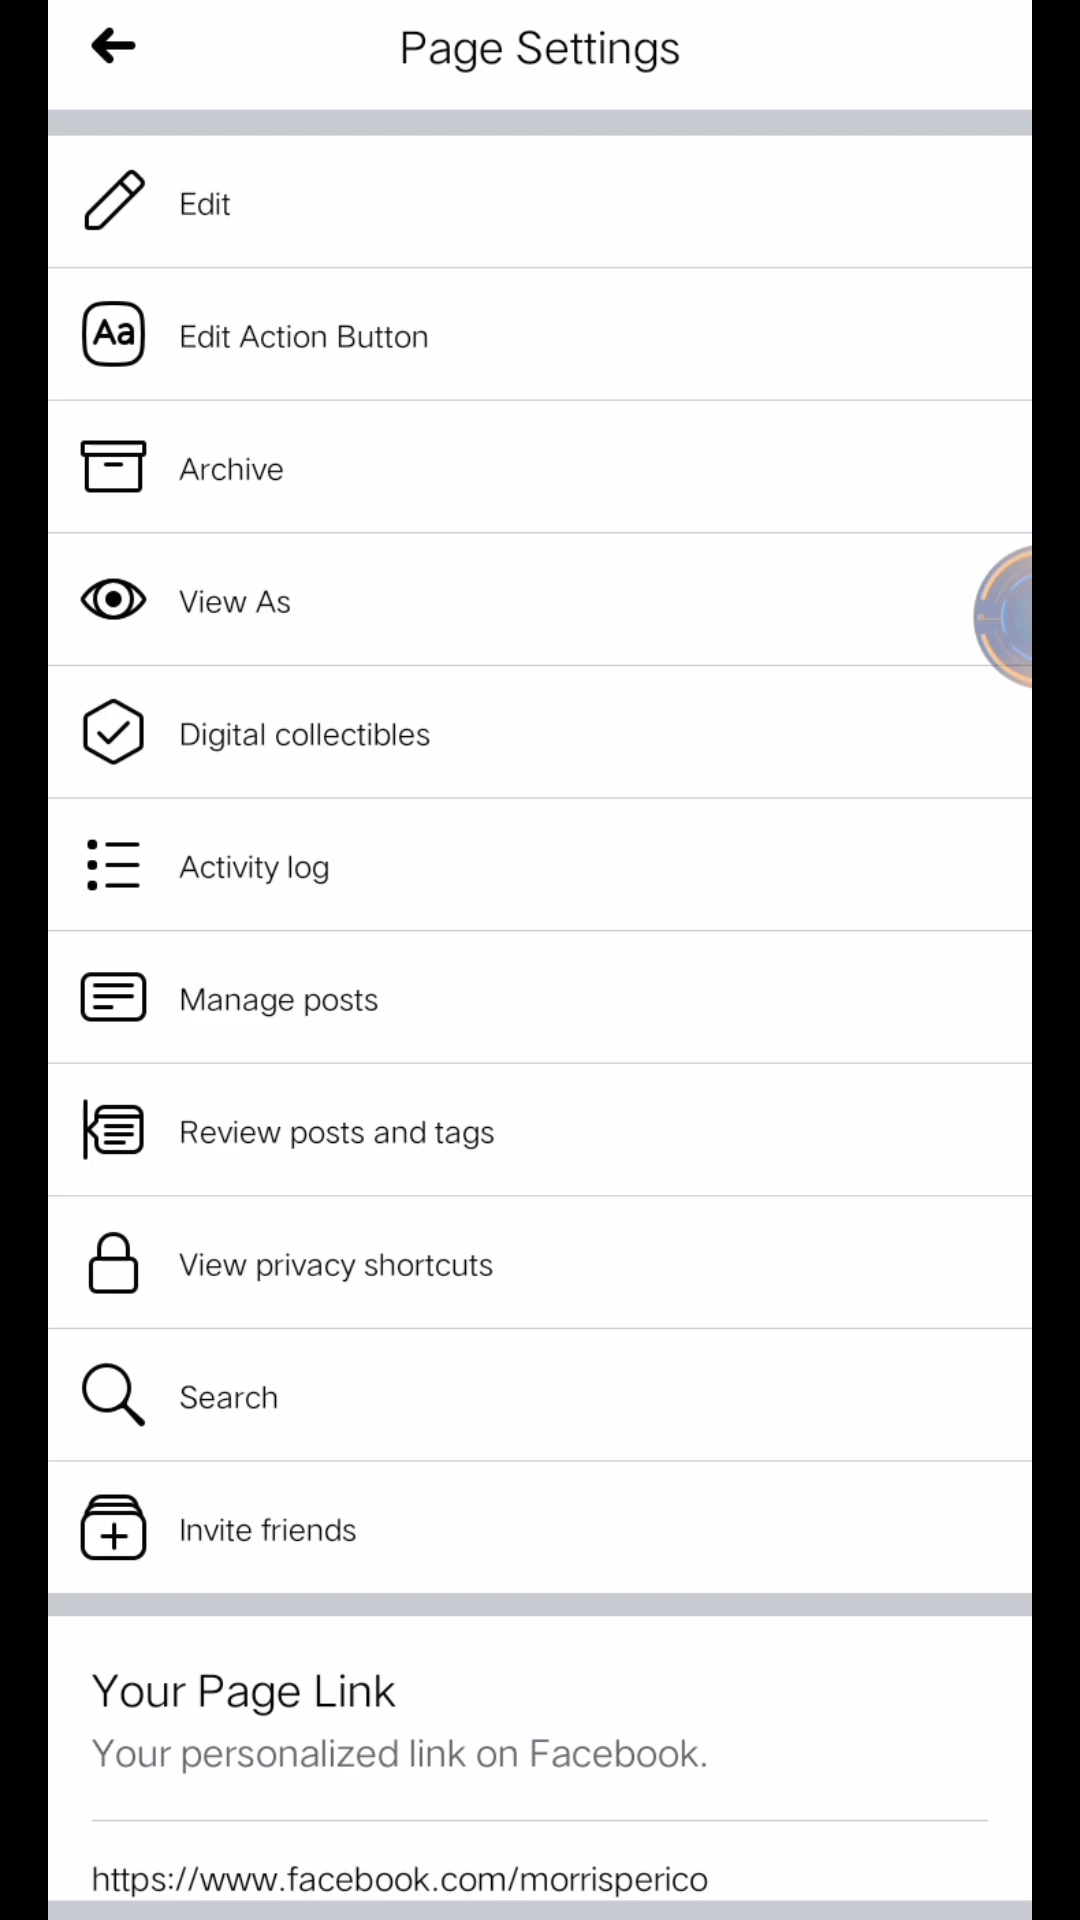 Page Settings
Edit
Aa
Edit Action Button
Archive
View As
Digital collectibles
Activity log
Manage posts
Review posts and tags
View privacy shortcuts
Search
Invite friends
Your Page Link
Your personalized link on Facebook.
https://www.facebook.com/morrisperico